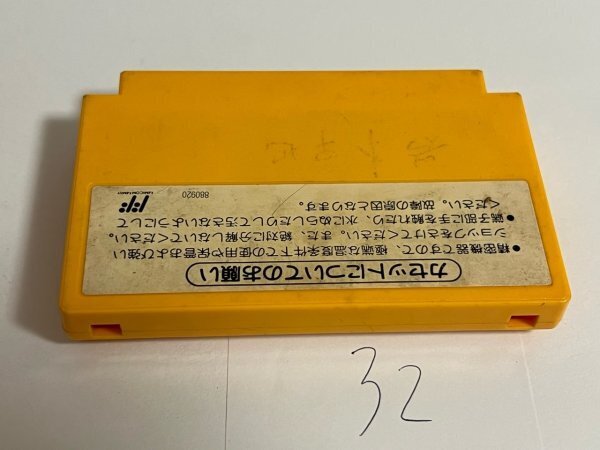 カセットについてのお願い
●精密機器ですので、極端な温度条件下での使用や保管および強い
ショックをさけてください。また、絶対に分解しないでください。
●端子部に手を触れたり、水にぬらしたりして汚さないようにして
ください。故障の原因となります。
FAMICOM FAMILY
880920
32